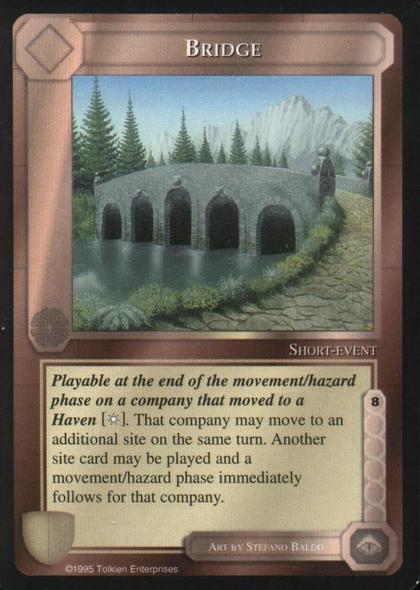 BRIDGE
SHORT-EVENT
Playable at the end of the movement/hazard
phase on a company that moved to a
Haven [ ]. That company may move to an
additional site on the same turn. Another
site card may be played and a
movement/hazard phase immediately
follows for that company.
8
ART BY STEFANO BALDO
©1995 Tolkien Enterprises